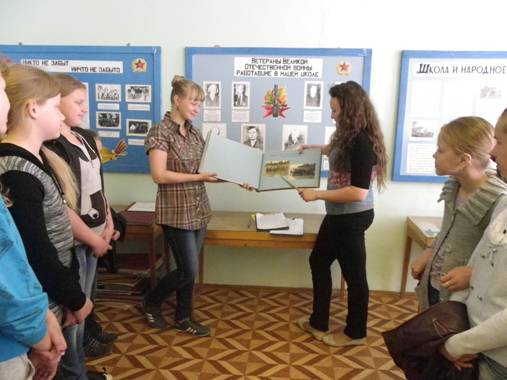 НИКТО НЕ ЗАБЫТ
НИЧТО НЕ ЗАБЫТО
ВЕТЕРАНЫ ВЕЛИКОЙ
ОТЕЧЕСТВЕННОЙ ВОЙНЫ
РАБОТАВШИЕ В НАШЕЙ ШКОЛЕ
ШКОЛА И НАРОДНОЕ